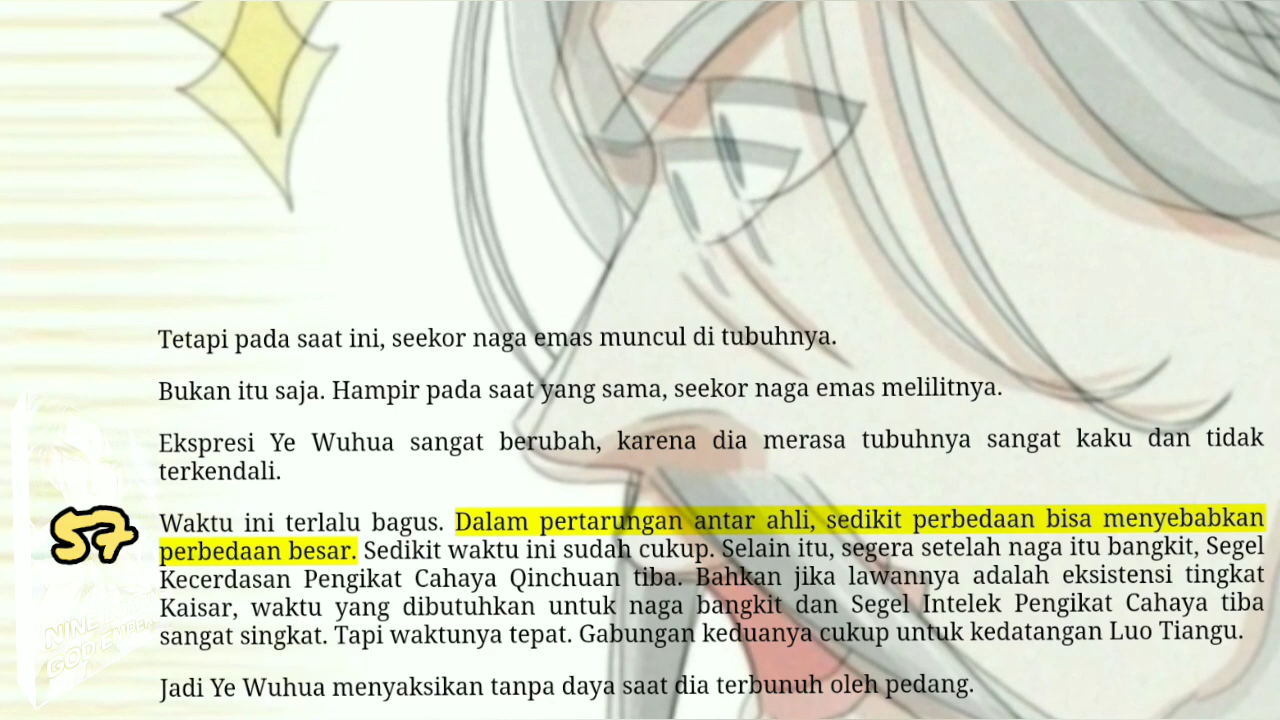 Tetapi pada saat ini, seekor naga emas muncul di tubuhnya.
Bukan itu saja. Hampir pada saat yang sama, seekor naga emas melilitnya.
Ekspresi Ye Wuhua sangat berubah, karena dia merasa tubuhnya sangat kaku dan tidak
terkendali.
57
Waktu ini terlalu bagus. Dalam pertarungan antar ahli, sedikit perbedaan bisa menyebabkan
perbedaan besar. Sedikit waktu ini sudah cukup. Selain itu, segera setelah naga itu bangkit, Segel
Kecerdasan Pengikat Cahaya Qinchuan tiba. Bahkan jika lawannya adalah eksistensi tingkat
Kaisar, waktu yang dibutuhkan untuk naga bangkit dan Segel Intelek Pengikat Cahaya tiba
sangat singkat. Tapi waktunya tepat. Gabungan keduanya cukup untuk kedatangan Luo Tiangu.
Jadi Ye Wuhua menyaksikan tanpa daya saat dia terbunuh oleh pedang.